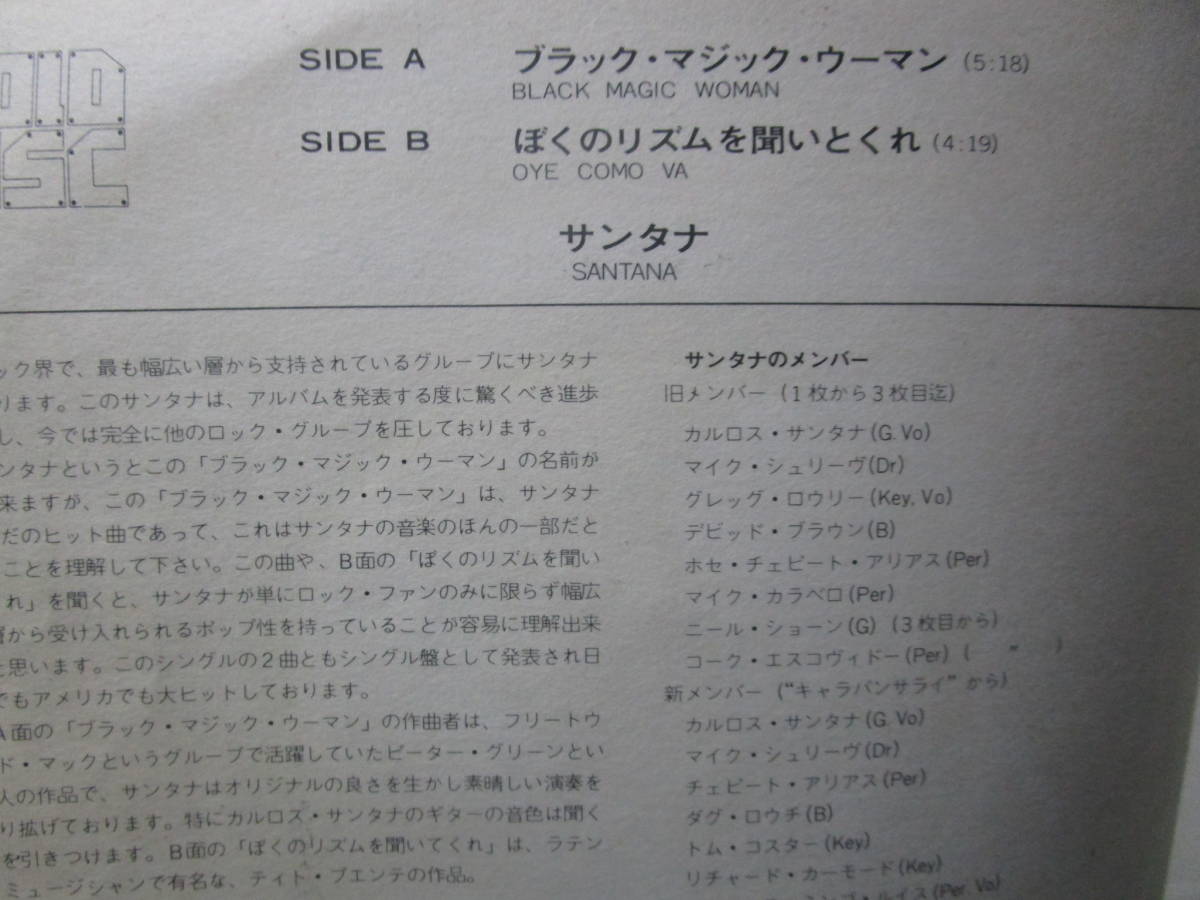 SIDE A ブラック・マジック・ウーマン (5:18)
BLACK MAGIC WOMAN
SIDE B ぼくのリズムを聞いとくれ (4:19)
OYE COMO VA
サンタナ
SANTANA
ック界で、最も幅広い層から支持されているグループにサンタナ
ります。このサンタナは、アルバムを発表する度に驚くべき進歩
し、今では完全に他のロック・グループを圧しております。
ンタナというとこの「ブラック・マジック・ウーマン」の名前が
来ますが、この「ブラック・マジック・ウーマン」は、サンタナ
だのヒット曲であって、これはサンタナの音楽のほんの一部だと
ことを理解して下さい。この曲や、B面の「ぼくのリズムを聞い
れ」を聞くと、サンタナが単にロック・ファンのみに限らず幅広
層から受け入れられるポップ性を持っていることが容易に理解出来
と思います。このシングルの2曲ともシングル盤として発表され日
でもアメリカでも大ヒットしております。
A面の「ブラック・マジック・ウーマン」の作曲者は、フリートウ
ド・マックというグループで活躍していたピーター・グリーンとい
人の作品で、サンタナはオリジナルの良さを生かし素晴しい演奏を
り拡げております。特にカルロズ・サンタナのギターの音色は聞く
を引きつけます。B面の「ぼくのリズムを聞いてくれ」は、ラテン
ミュージシャンで有名な、ティト・プエンテの作品。
サンタナのメンバー
旧メンバー (1枚から3枚目迄)
カルロス・サンタナ(G.Vo)
マイク・シュリーヴ(Dr)
グレッグ・ロウリー(Key, Vo)
デビッド・ブラウン(B)
ホセ・チェピート・アリアス(Per)
マイク・カラベロ(Per)
ニール・ショーン(G) (3枚目から)
コーク・エスコヴィドー(Per) ( 〃 )
新メンバー (“キャラバンサライ”から)
カルロス・サンタナ(G.Vo)
マイク・シュリーヴ(Dr)
チェピート・アリアス(Per)
ダグ・ロウチ(B)
トム・コスター(Key)
リチャード・カーモード(Key)
ルイス(Per, Vo)